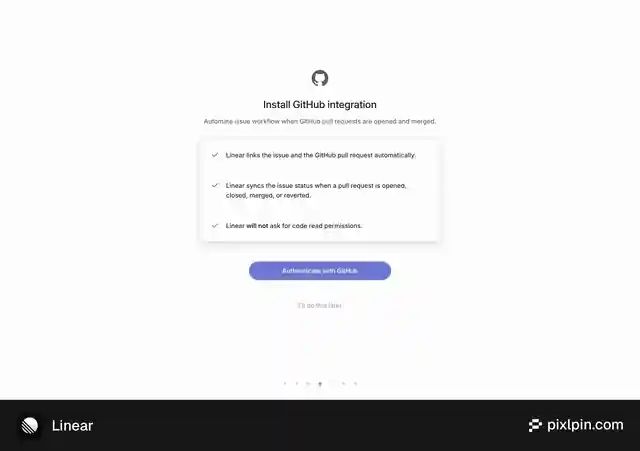 Install GitHub integration
Automate issue workflow when GitHub pull requests are opened and merged.
Linear links the issue and the GitHub pull request automatically.
Linear syncs the issue status when a pull request is opened,
closed, merged, or reverted.
Linear will not ask for code read permissions.
Authenticate with GitHub
I'll do this later
Linear
pixlpin.com